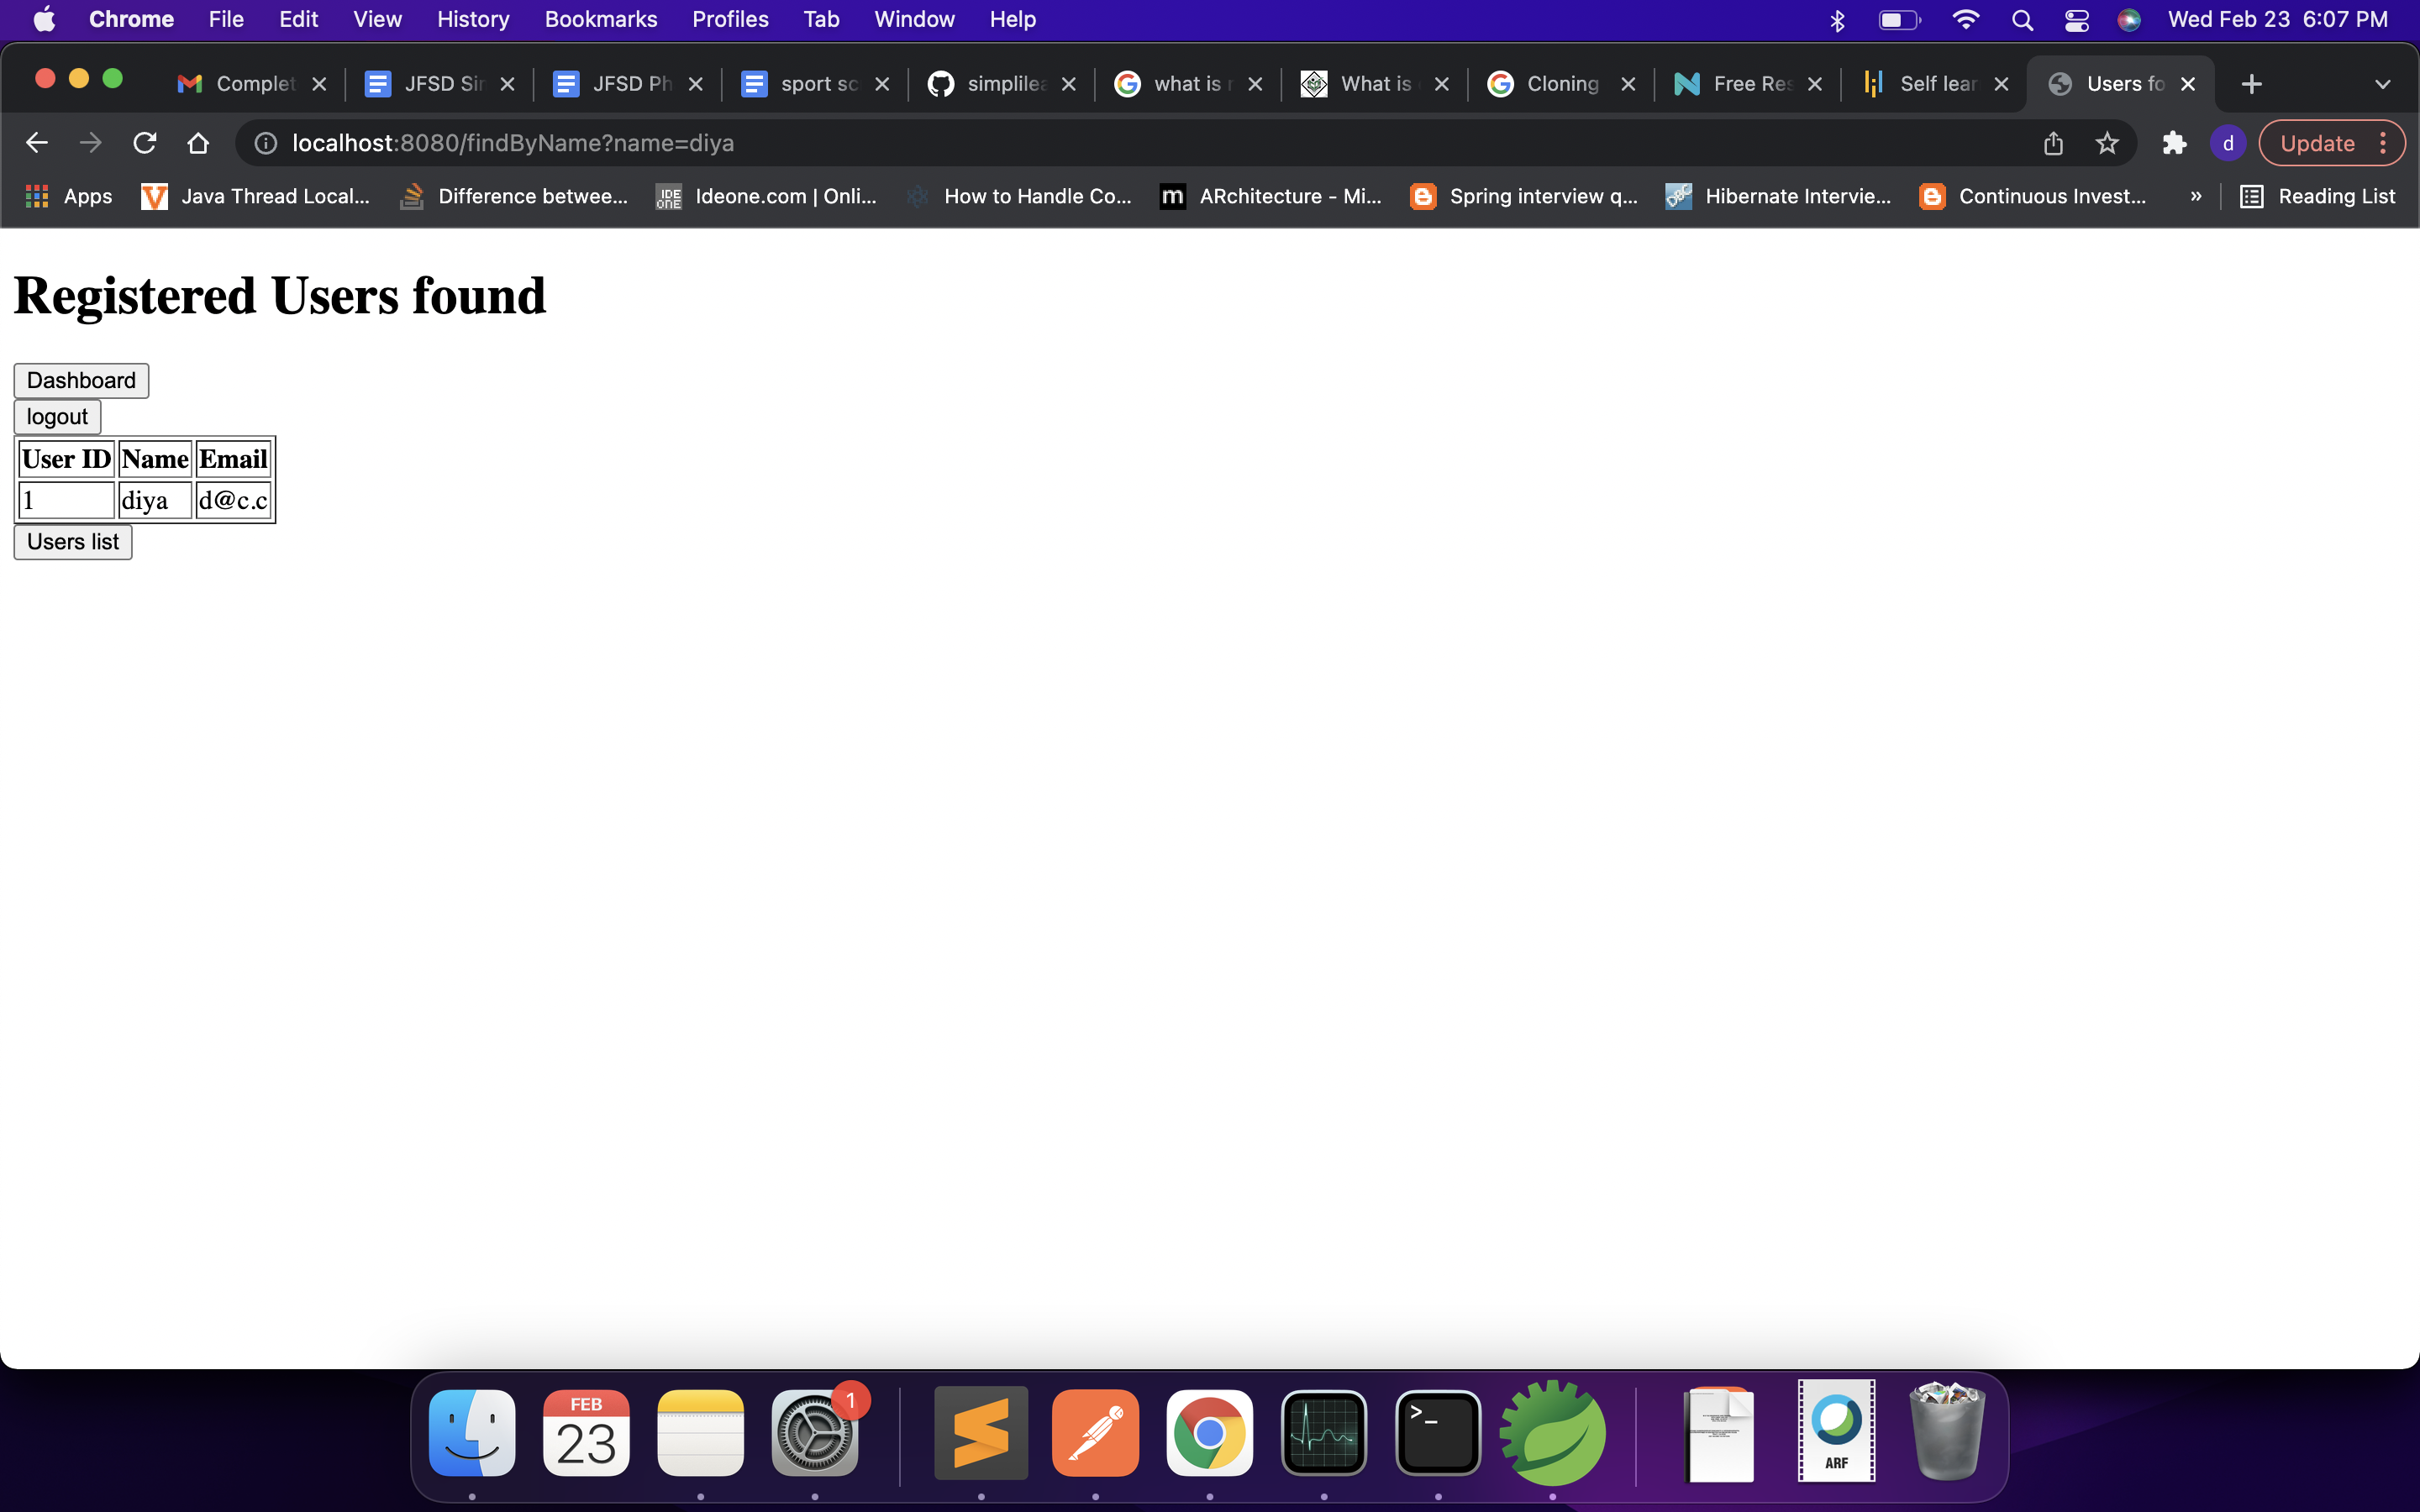 Chrome File Edit View History Bookmarks Profiles Tab Window Help Wed Feb 23 6:07 PM
Complet JFSD Sir JFSD Ph sport sc simplilea what is What is Cloning Free Res Self lear Users fo
localhost:8080/findByName?name=diya d Update
Apps Java Thread Local... Differencebetwee... IDE ONE Ideone.com | Onli... How to Handle Co... m ARchitecture - Mi... Spring interview q... Hibernate Intervie... Continuous Invest... » Reading List
Registered Users found
Dashboard
logout
User ID Name Email
1 diya d@c.c
Users list
FEB
23
1
>_
ARF